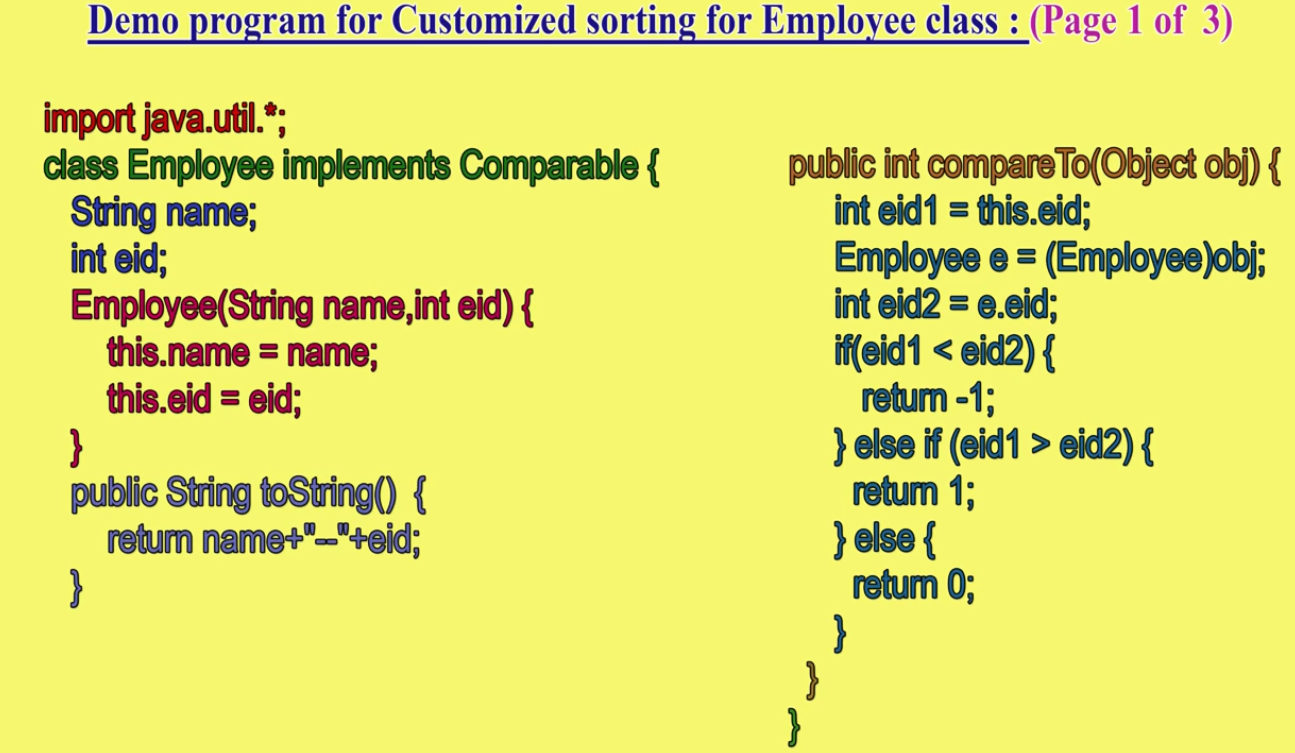 Demo program for Customized sorting for Employee class : (Page 1 of 3)
import java.util.*;
class Employee implements Comparable {
String name;
int eid;
Employee(String name,int eid) {
this.name = name;
this.eid = eid;
}
public String toString() {
return name+"--"+eid;
}
public int compareTo(Object obj) {
int eid1 = this.eid;
Employee e = (Employee)obj;
int eid2 = e.eid;
if(eid1 < eid2) {
return -1;
} else if (eid1 > eid2) {
return 1;
} else {
return 0;
}
}
}